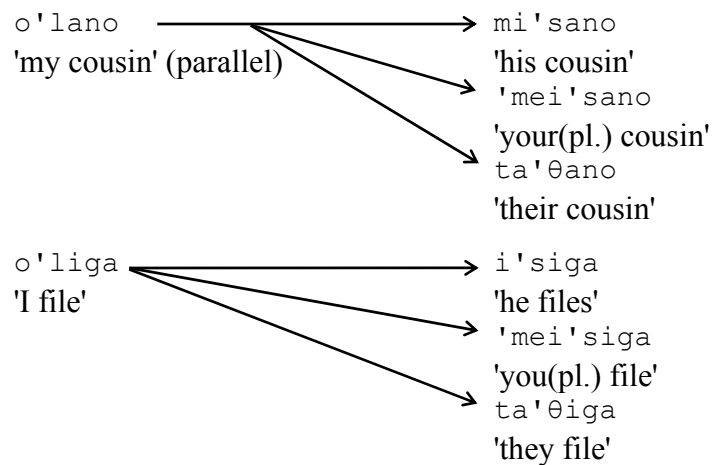 o'lano mi'sano
'my cousin' (parallel) 'his cousin'
'mei'sano
'your(pl.) cousin'
ta'θano
'their cousin'
o'liga i'siga
'I file' 'he files'
'mei'siga
'you(pl.) file'
ta'θiga
'they file'